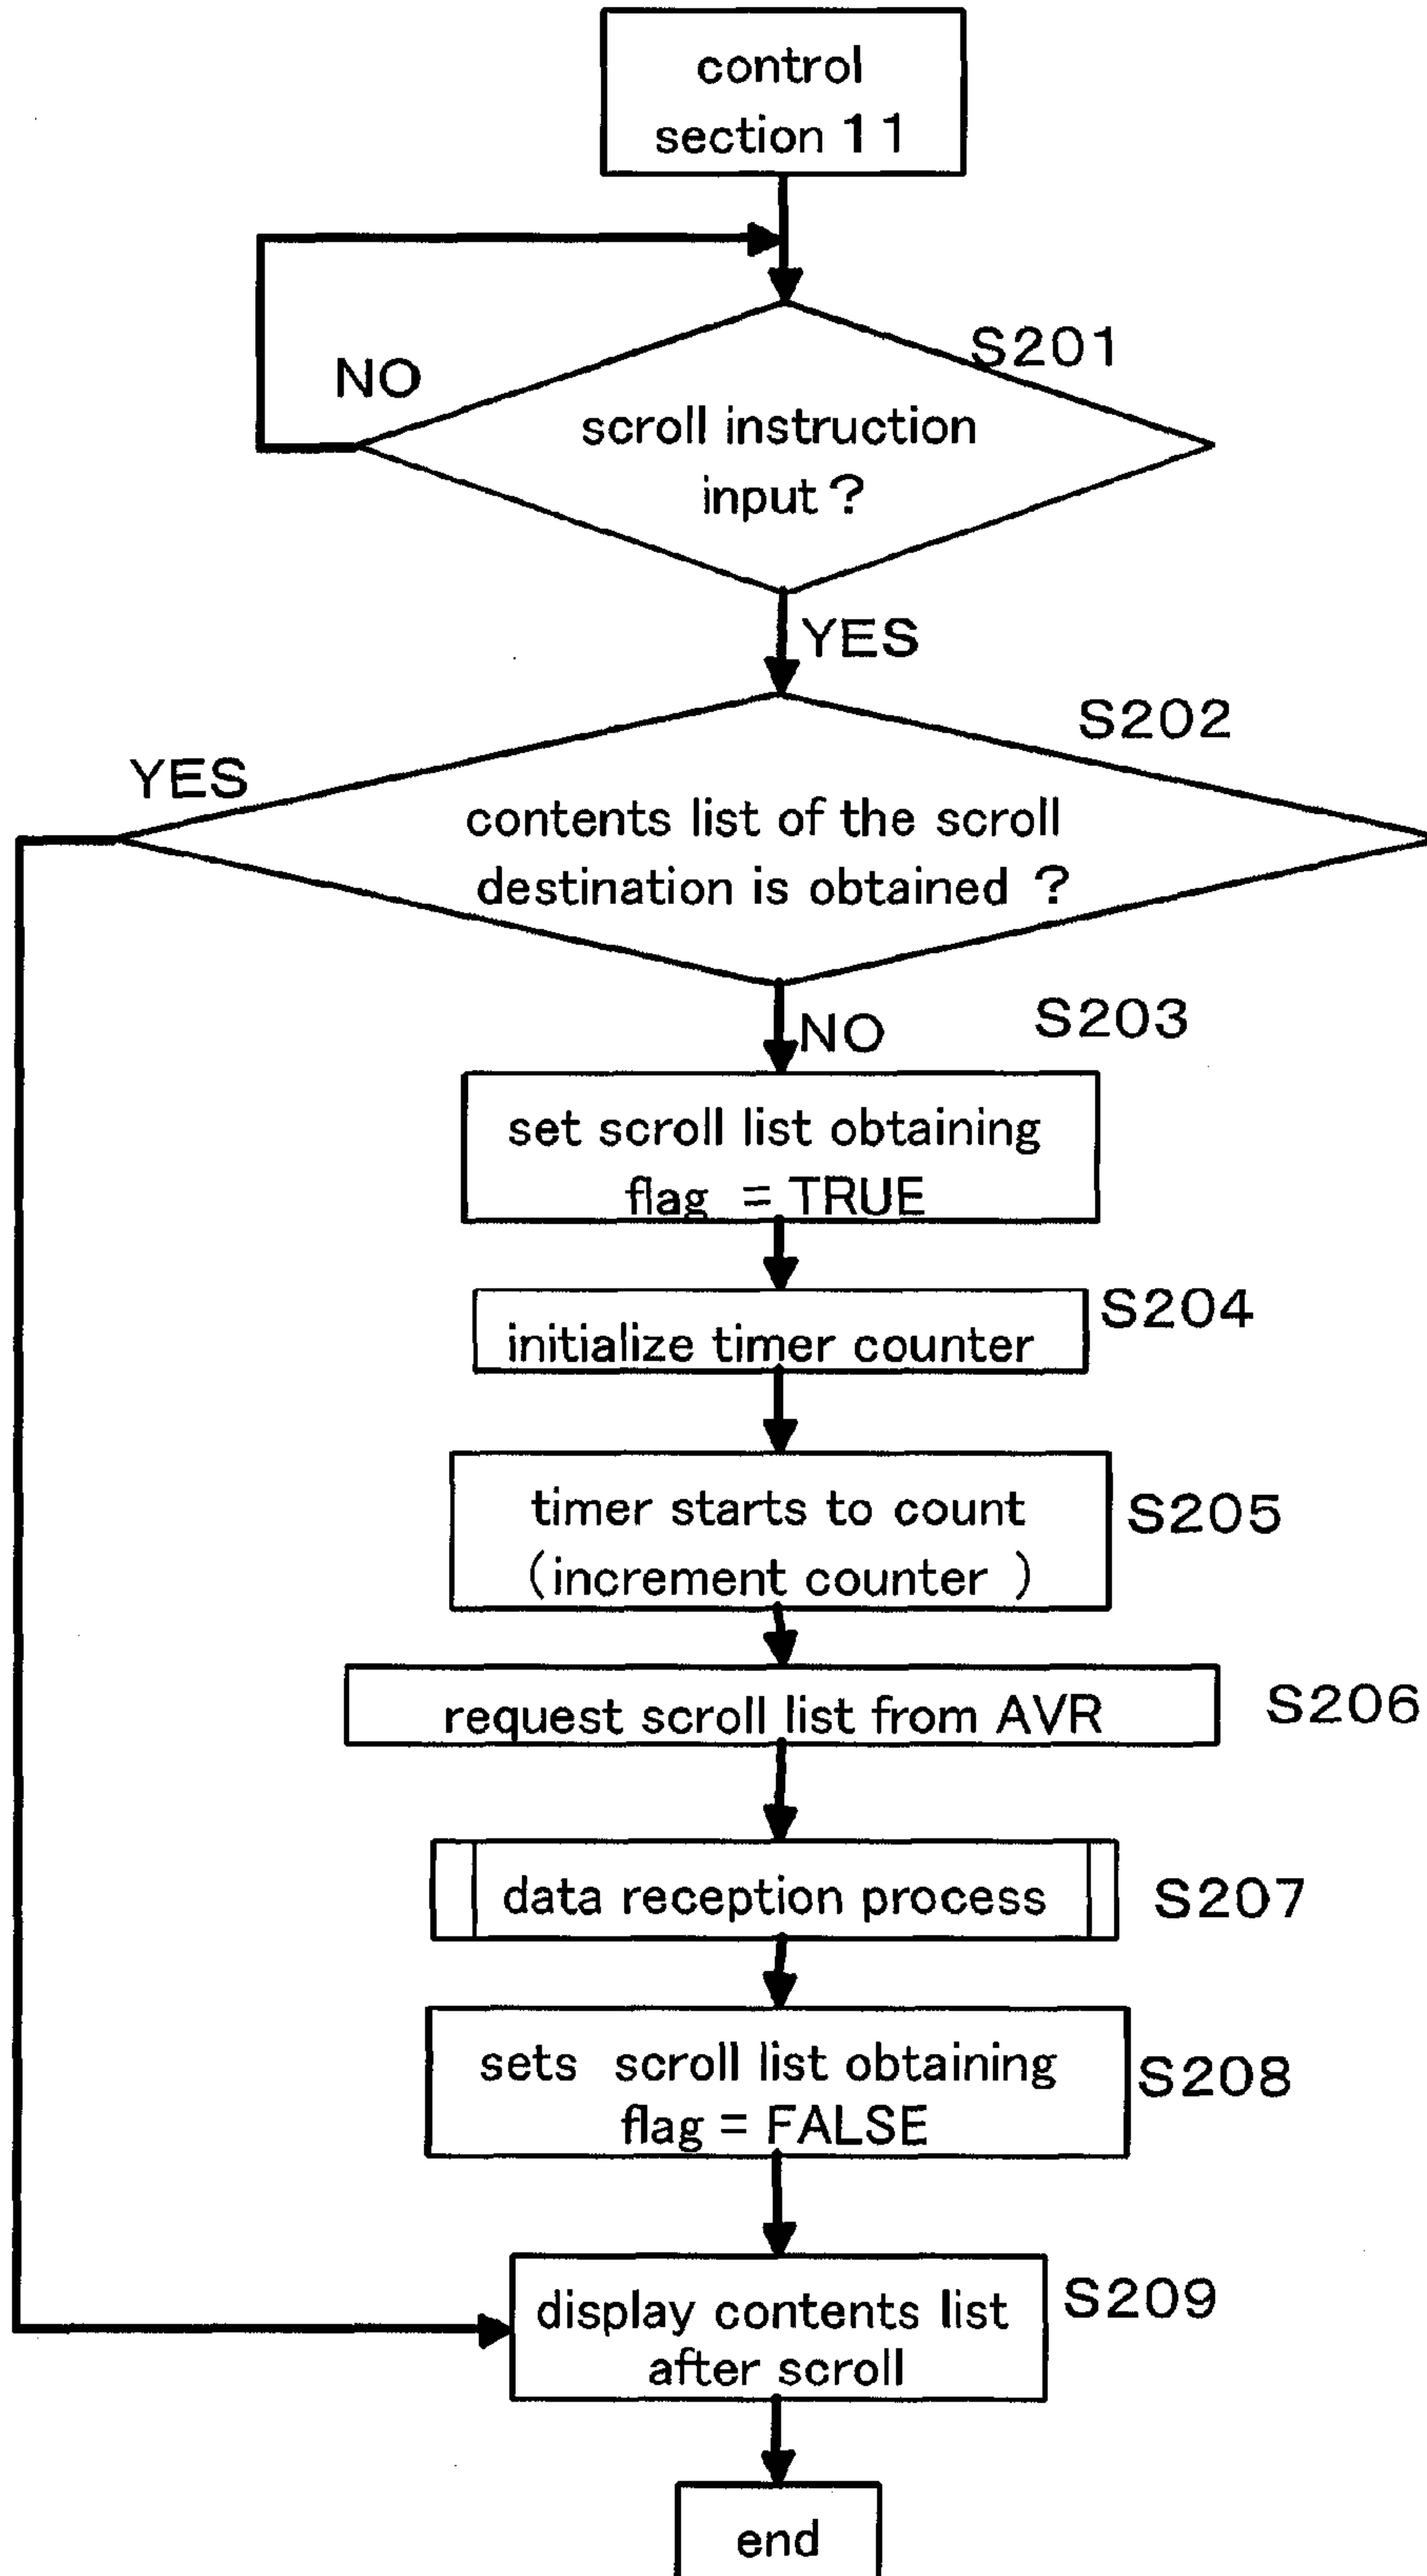 control
section 11
S201
NO
scroll instruction
input?
YES
S202
YES
contents list of the scroll
destination is obtained ?
S203
NO
set scroll list obtaining
flag = TRUE
S204
initialize timer counter
timer starts to count
S205
(increment counter )
request scroll list from AVR
S206
data reception process
S207
sets scroll list obtaining
S208
flag = FALSE
display contents list
S209
after scroll
end